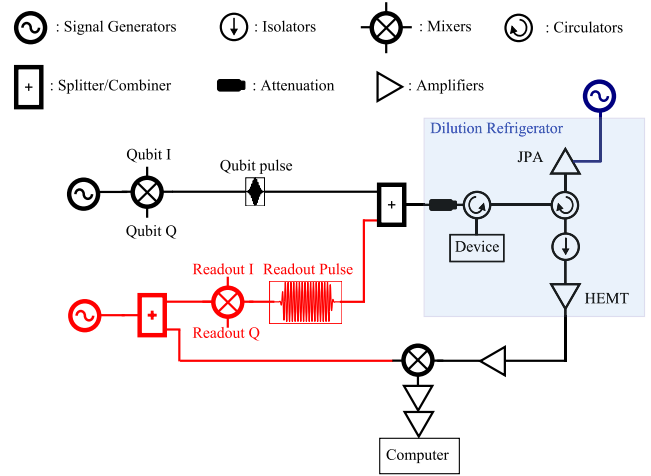 : Signal Generators
: Isolators
: Mixers
: Circulators
+
: Splitter/Combiner
: Attenuation
: Amplifiers
Dilution Refrigerator
JPA
Qubit I
Qubit pulse
Qubit Q
+
Device
Readout I
Readout Pulse
HEMT
+
Readout Q
Computer